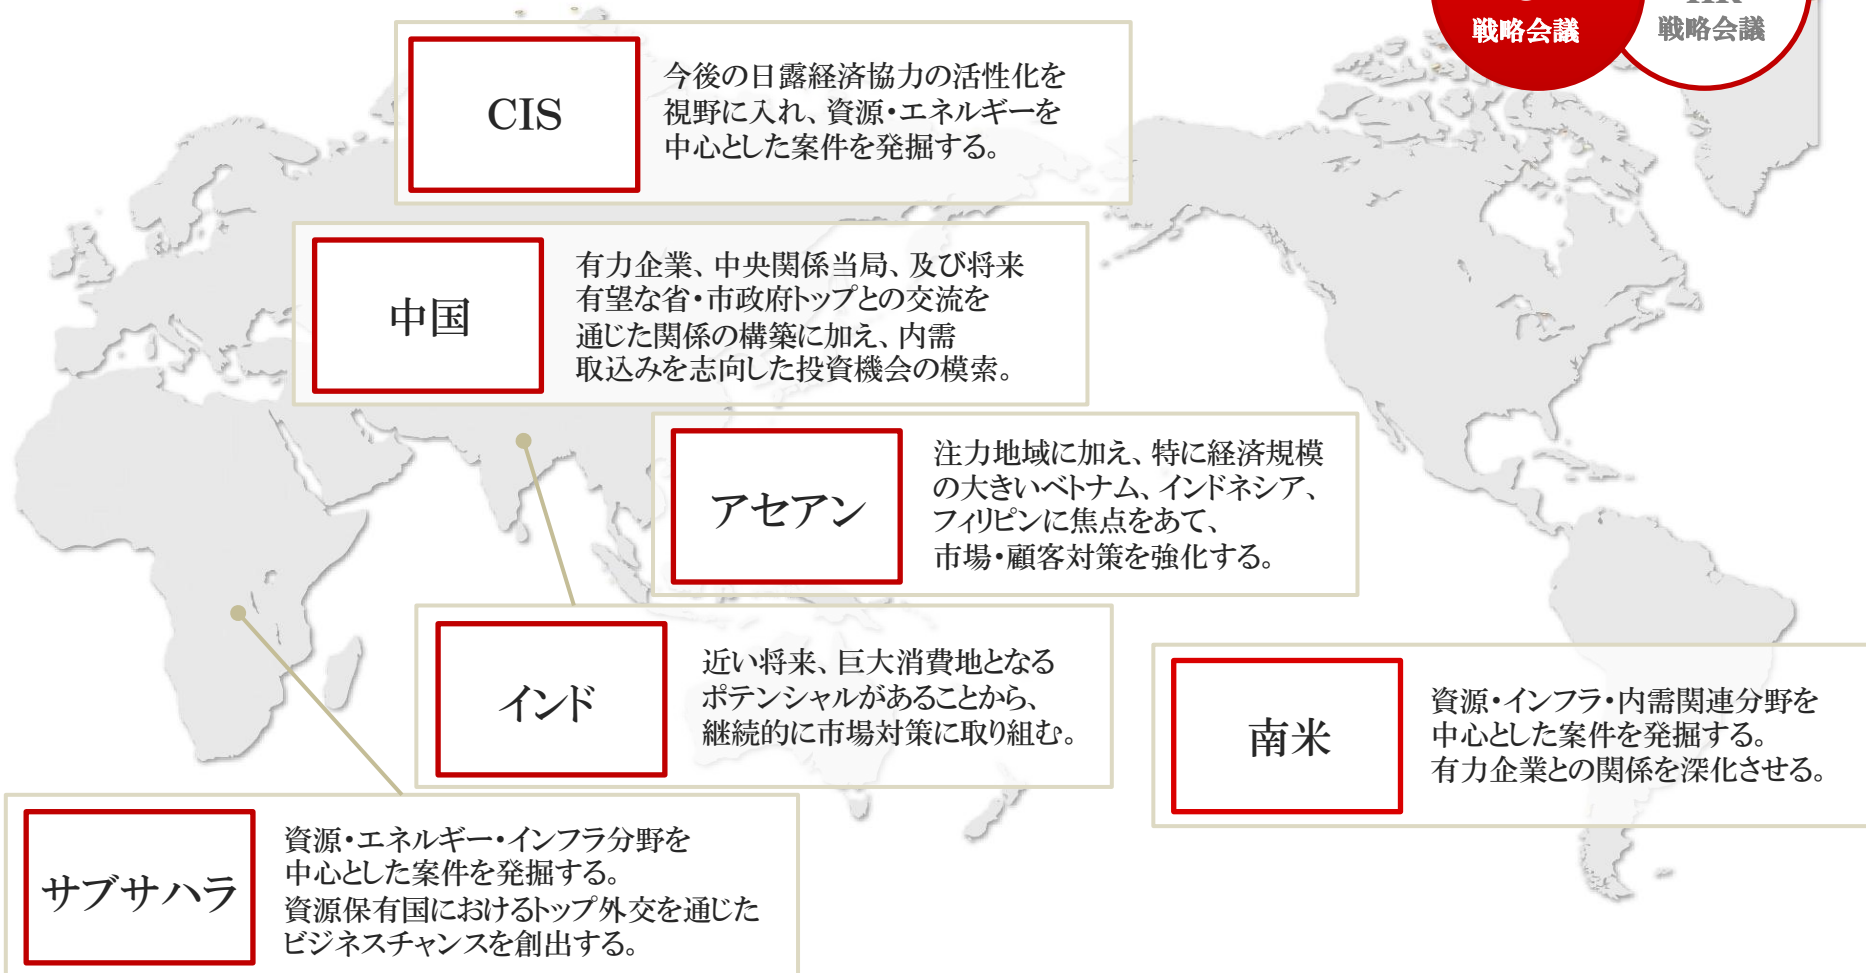 戦略会議
戦略会議
CIS
今後の日露経済協力の活性化を
視野に入れ、資源・エネルギーを
中心とした案件を発掘する。
中国
有力企業、中央関係当局、及び将来
有望な省・市政府トップとの交流を
通じた関係の構築に加え、内需
取込みを志向した投資機会の模索。
アセアン
注力地域に加え、特に経済規模
の大きいベトナム、インドネシア、
フィリピンに焦点をあて、
市場・顧客対策を強化する。
インド
近い将来、巨大消費地となる
ポテンシャルがあることから、
継続的に市場対策に取り組む。
南米
資源・インフラ・内需関連分野を
中心とした案件を発掘する。
有力企業との関係を深化させる。
サブサハラ
資源・エネルギー・インフラ分野を
中心とした案件を発掘する。
資源保有国におけるトップ外交を通じた
ビジネスチャンスを創出する。